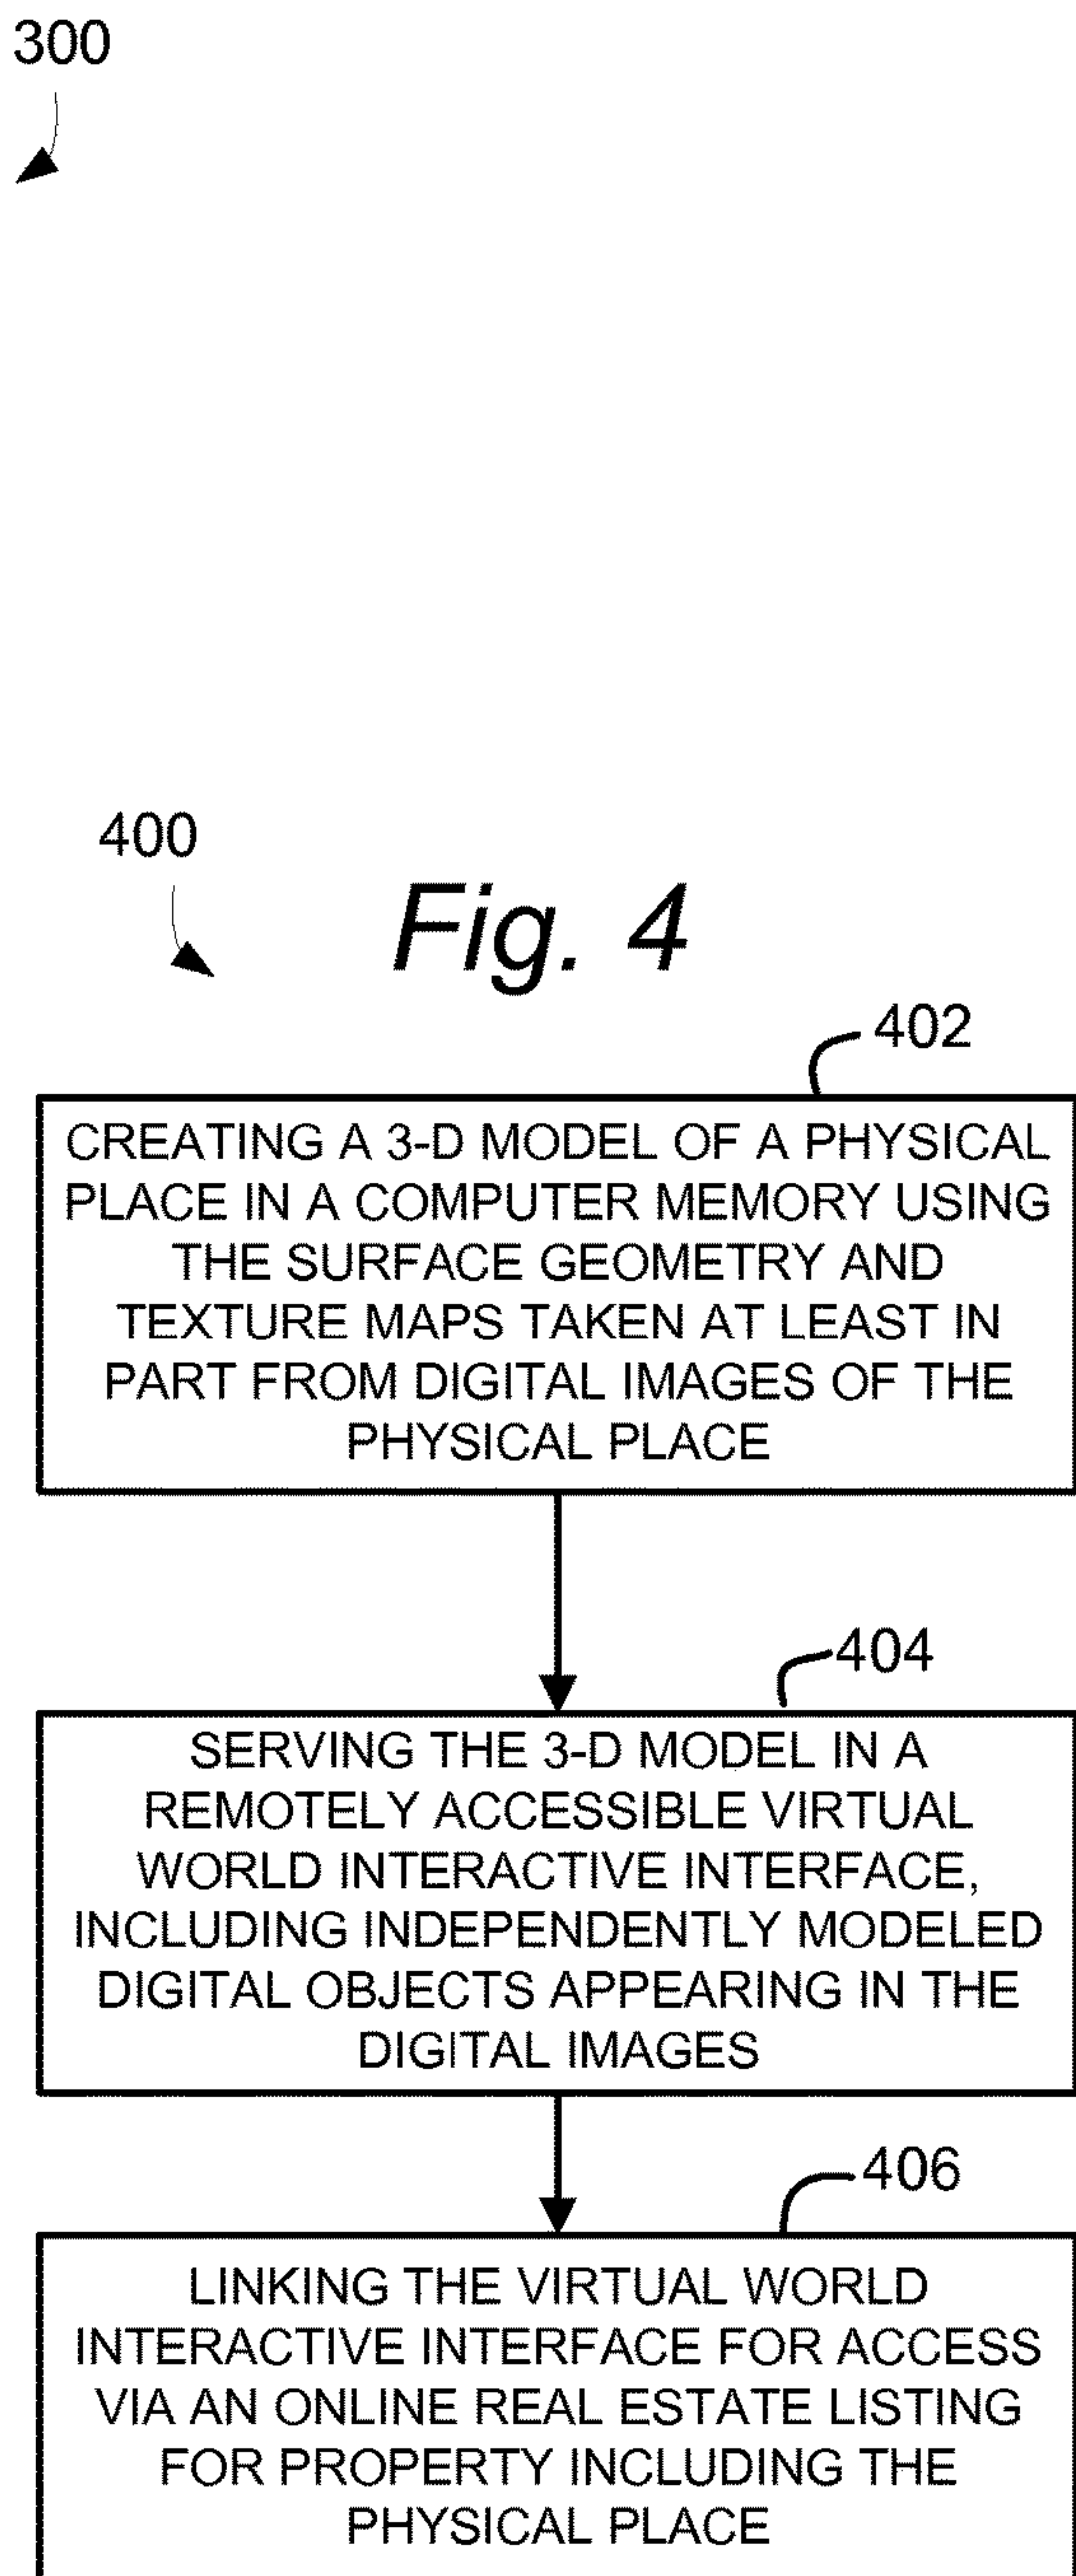 300
400
Fig. 4
402
CREATING A 3-D MODEL OF A PHYSICAL
PLACE IN A COMPUTER MEMORY USING
THE SURFACE GEOMETRY AND
TEXTURE MAPS TAKEN AT LEAST IN
PART FROM DIGITAL IMAGES OF THE
PHYSICAL PLACE
404
SERVING THE 3-D MODEL IN A
REMOTELY ACCESSIBLE VIRTUAL
WORLD INTERACTIVE INTERFACE,
INCLUDING INDEPENDENTLY MODELED
DIGITAL OBJECTS APPEARING IN THE
DIGITAL IMAGES
406
LINKING THE VIRTUAL WORLD
INTERACTIVE INTERFACE FOR ACCESS
VIA AN ONLINE REAL ESTATE LISTING
FOR PROPERTY INCLUDING THE
PHYSICAL PLACE